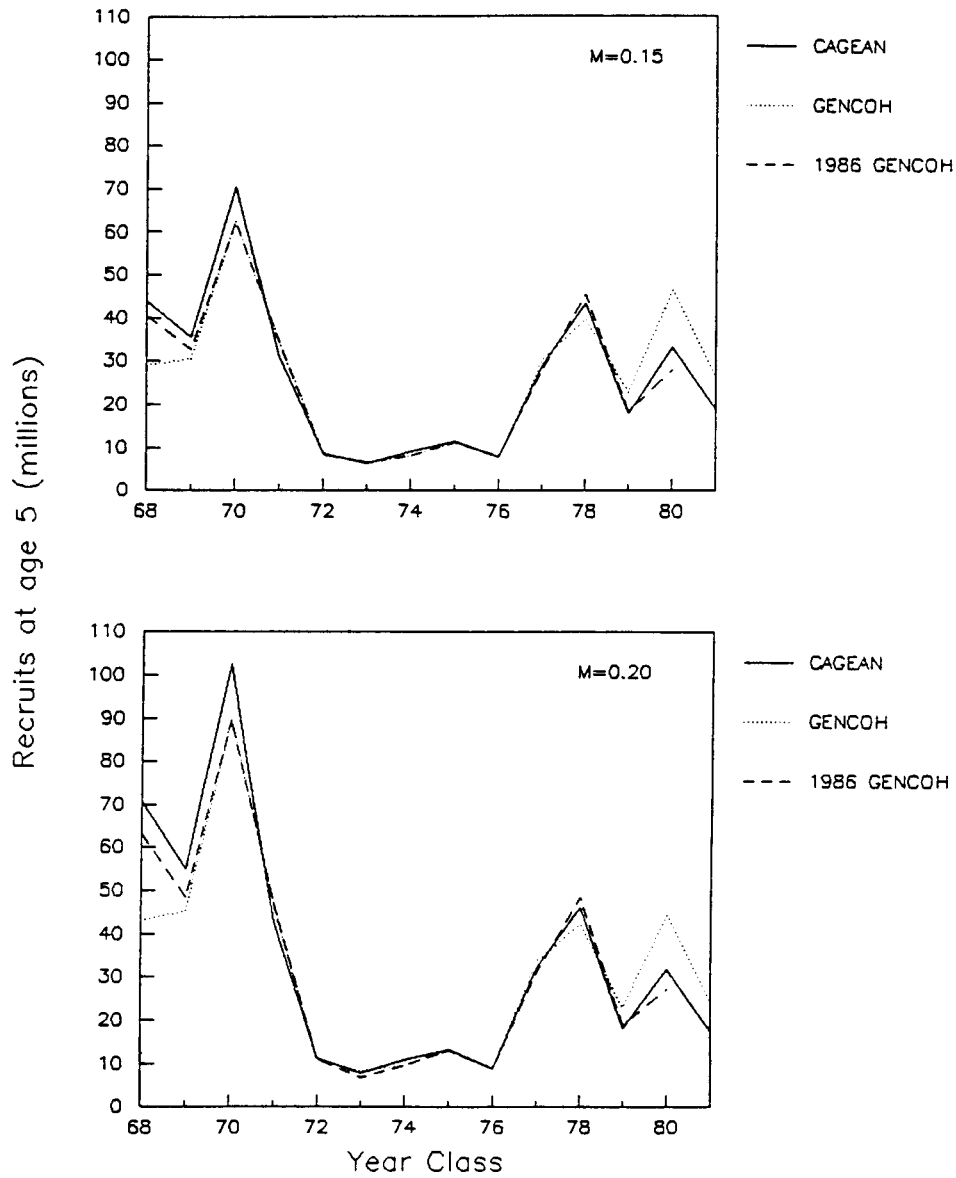 110
100
90
80
70
60
50
40
30
20
10
0
68 70 72 74 76 78 80
M=0.15
CAGEAN
GENCOH
1986 GENCOH
Recruits at age 5 (millions)
110
100
90
80
70
60
50
40
30
20
10
0
68 70 72 74 76 78 80
M=0.20
CAGEAN
GENCOH
1986 GENCOH
Year Class